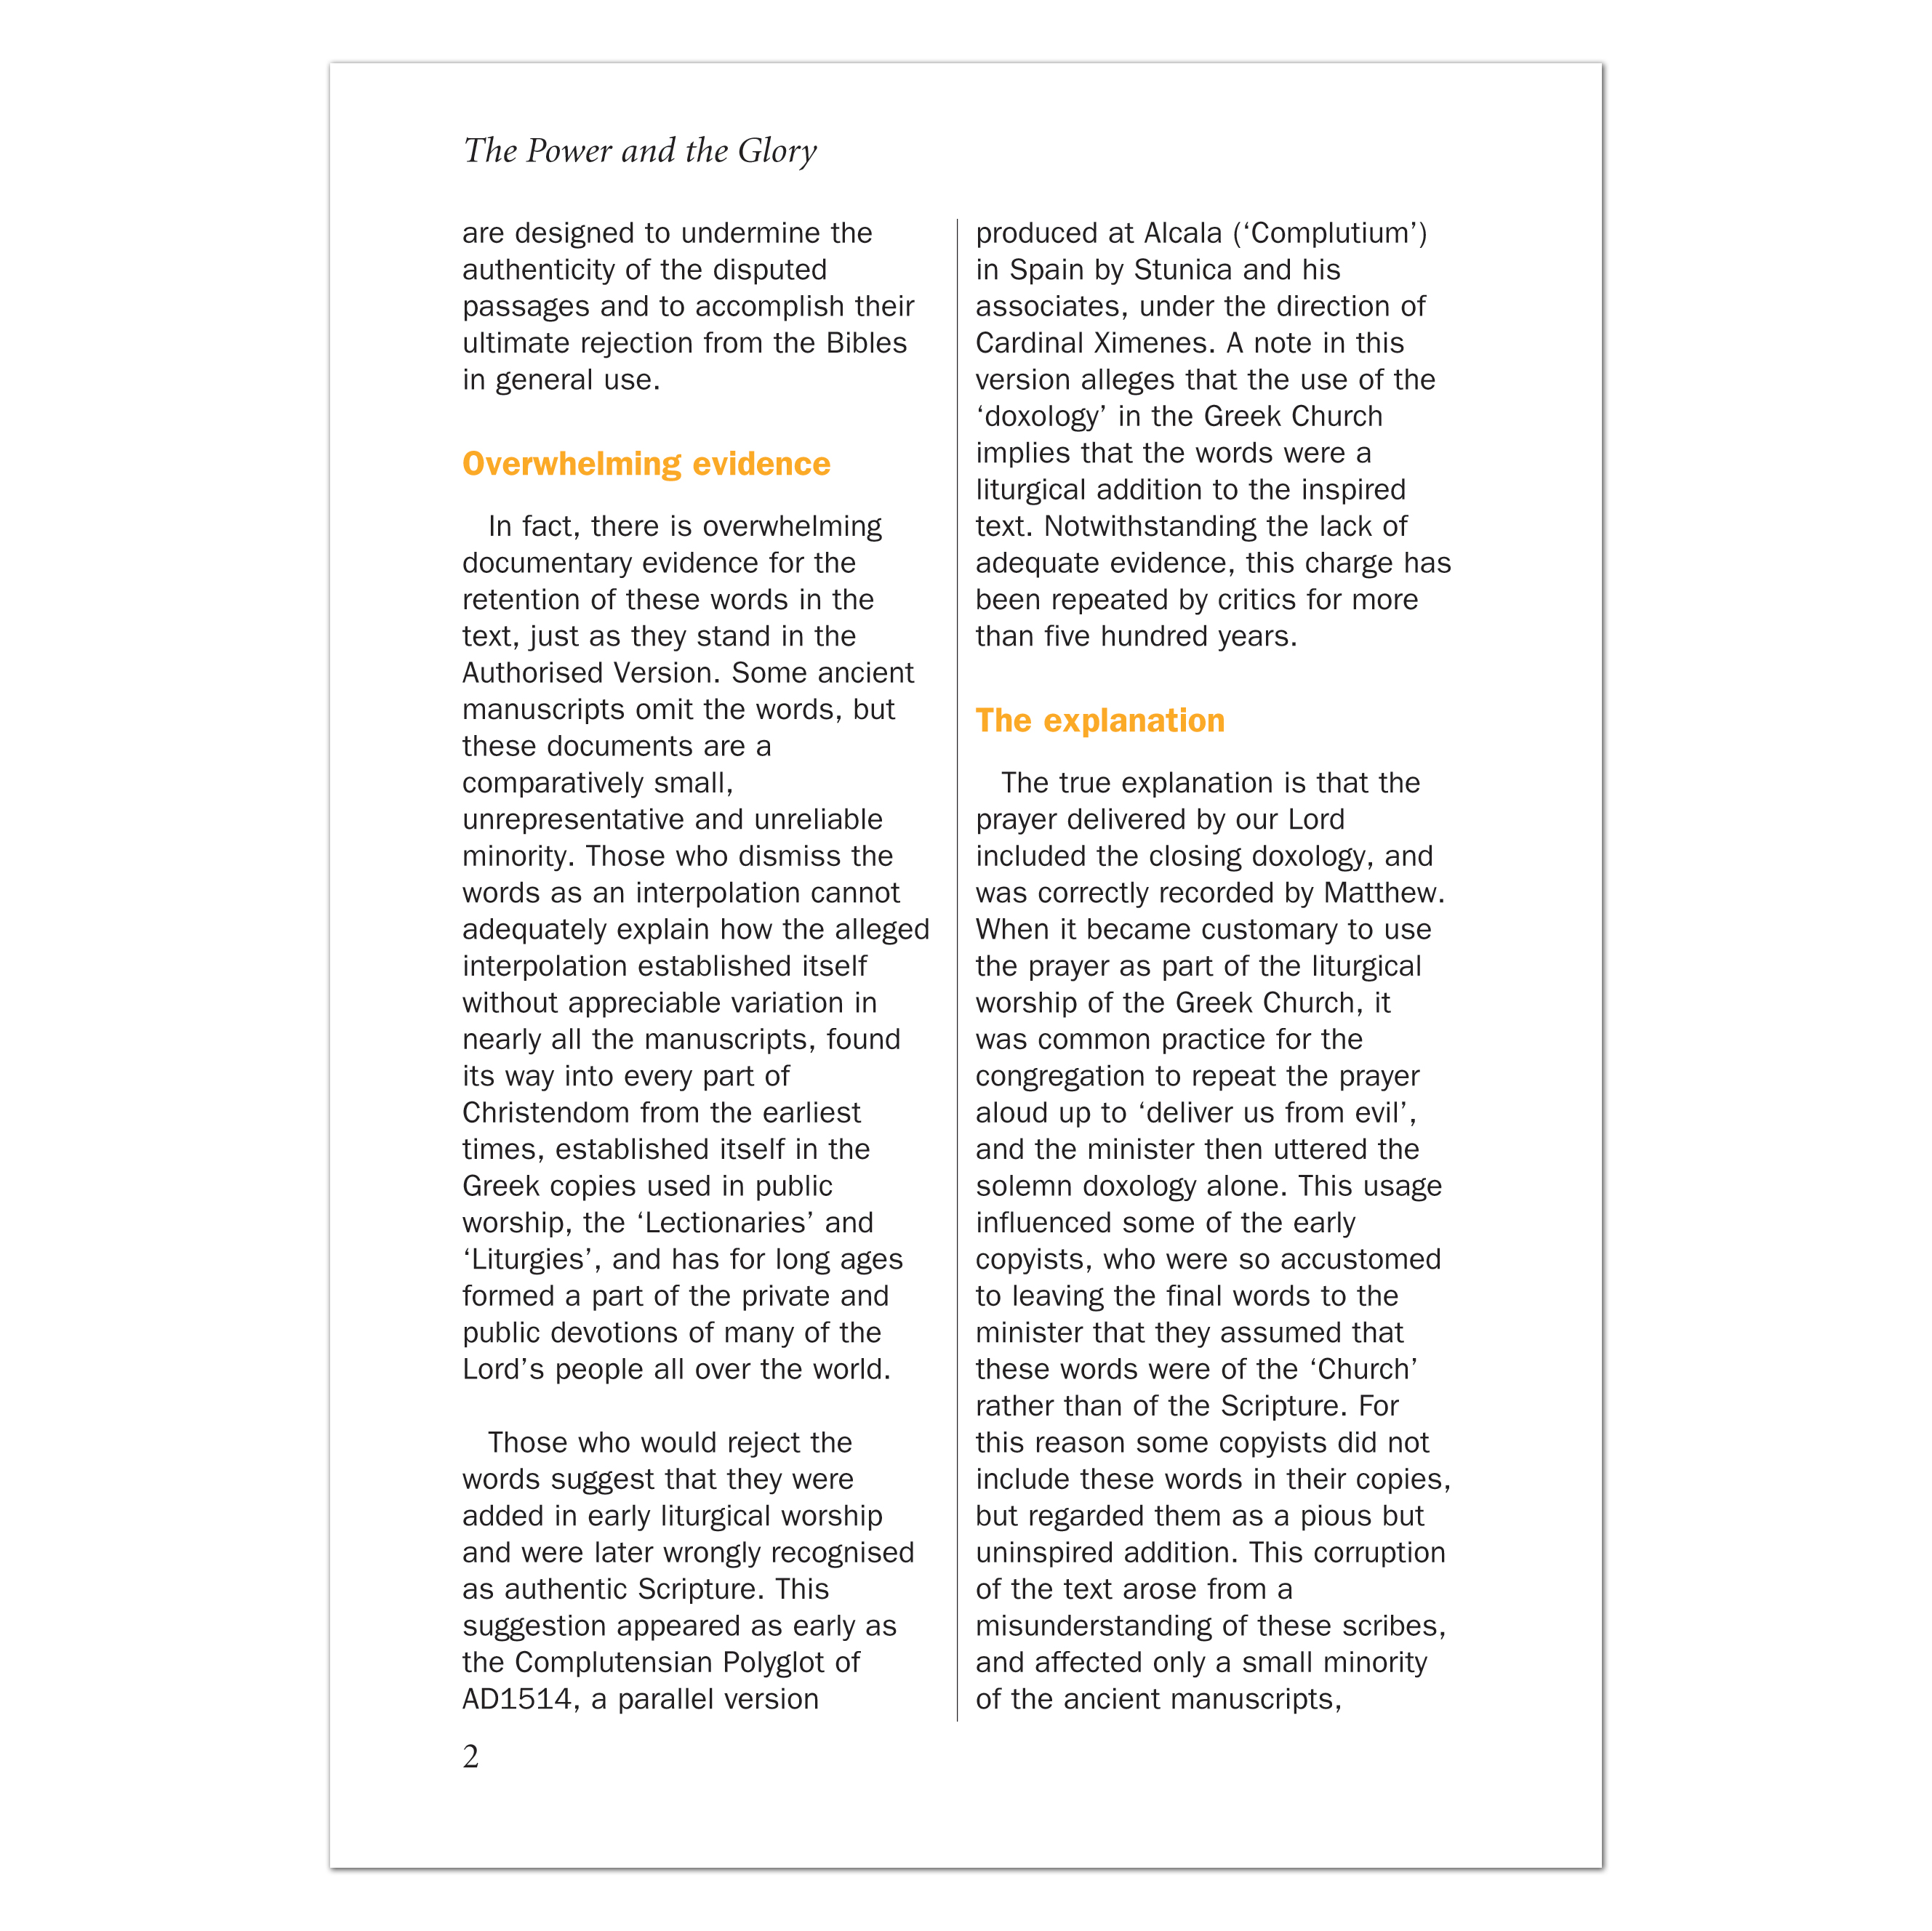 The Power and the Glory
are designed to undermine the
authenticity of the disputed
passages and to accomplish their
ultimate rejection from the Bibles
in general use.
Overwhelming evidence
In fact, there is overwhelming
documentary evidence for the
retention of these words in the
text, just as they stand in the
Authorised Version. Some ancient
manuscripts omit the words, but
these documents are a
comparatively small,
unrepresentative and unreliable
minority. Those who dismiss the
words as an interpolation cannot
adequately explain how the alleged
interpolation established itself
without appreciable variation in
nearly all the manuscripts, found
its way into every part of
Christendom from the earliest
times, established itself in the
Greek copies used in public
worship, the ‘Lectionaries’ and
‘Liturgies’, and has for long ages
formed a part of the private and
public devotions of many of the
Lord’s people all over the world.
Those who would reject the
words suggest that they were
added in early liturgical worship
and were later wrongly recognised
as authentic Scripture. This
suggestion appeared as early as
the Complutensian Polyglot of
AD1514, a parallel version
produced at Alcala (‘Complutium’)
in Spain by Stunica and his
associates, under the direction of
Cardinal Ximenes. A note in this
version alleges that the use of the
‘doxology’ in the Greek Church
implies that the words were a
liturgical addition to the inspired
text. Notwithstanding the lack of
adequate evidence, this charge has
been repeated by critics for more
than five hundred years.
The explanation
The true explanation is that the
prayer delivered by our Lord
included the closing doxology, and
was correctly recorded by Matthew.
When it became customary to use
the prayer as part of the liturgical
worship of the Greek Church, it
was common practice for the
congregation to repeat the prayer
aloud up to ‘deliver us from evil’,
and the minister then uttered the
solemn doxology alone. This usage
influenced some of the early
copyists, who were so accustomed
to leaving the final words to the
minister that they assumed that
these words were of the ‘Church’
rather than of the Scripture. For
this reason some copyists did not
include these words in their copies,
but regarded them as a pious but
uninspired addition. This corruption
of the text arose from a
misunderstanding of these scribes,
and affected only a small minority
of the ancient manuscripts,
2